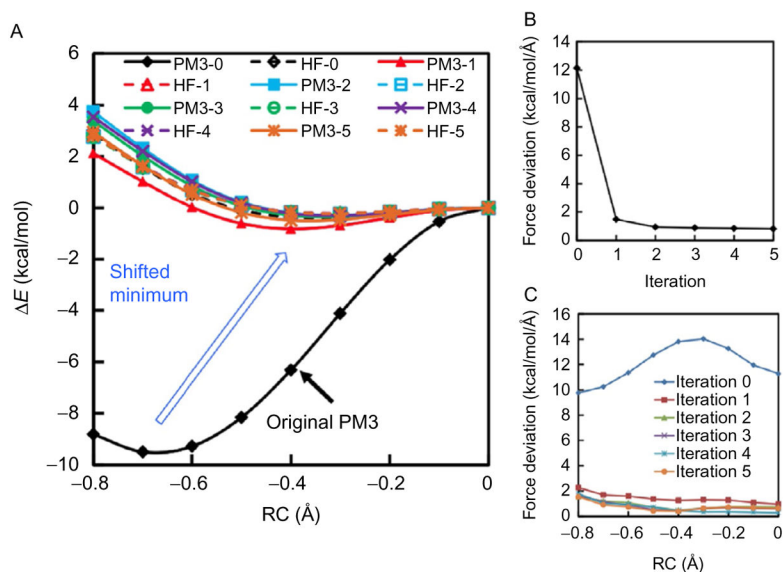 A
ΔE (kcal/mol)
6
4
2
0
−2
−4
−6
−8
−10
PM3-0 HF-0 PM3-1
HF-1 PM3-2 HF-2
PM3-3 HF-3 PM3-4
HF-4 PM3-5 HF-5
Shifted
minimum
Original PM3
−0.8 −0.6 −0.4 −0.2 0
RC (Å)
B
Force deviation (kcal/mol/Å)
14
12
10
8
6
4
2
0
0 1 2 3 4 5
Iteration
C
Force deviation (kcal/mol/Å)
16
14
12
10
8
6
4
2
0
Iteration 0
Iteration 1
Iteration 2
Iteration 3
Iteration 4
Iteration 5
−0.8 −0.6 −0.4 −0.2 0
RC (Å)